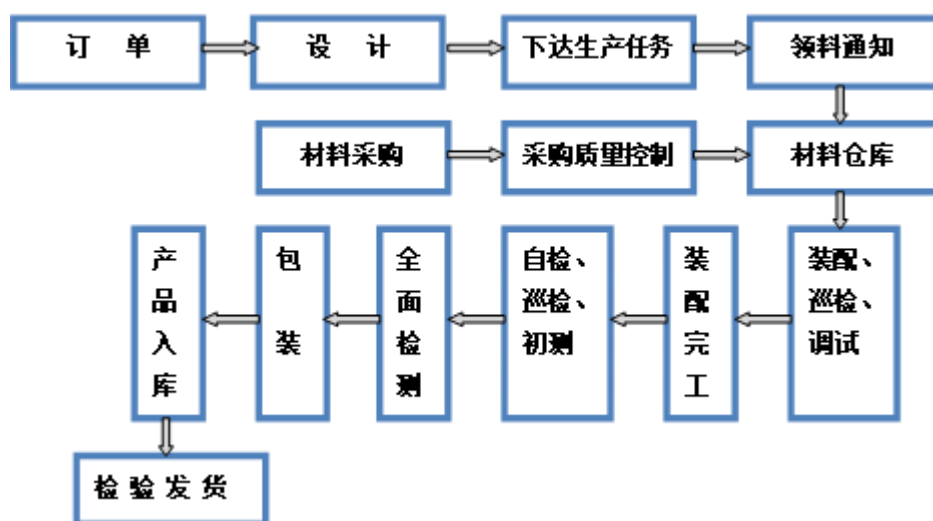 订 单
设 计
下达生产任务
领料通知
材料采购
采购质量控制
材料仓库
产品入库
包装
全面检测
自检、
巡检、
初测
装配完工
装配、
巡检、
调试
检验发货